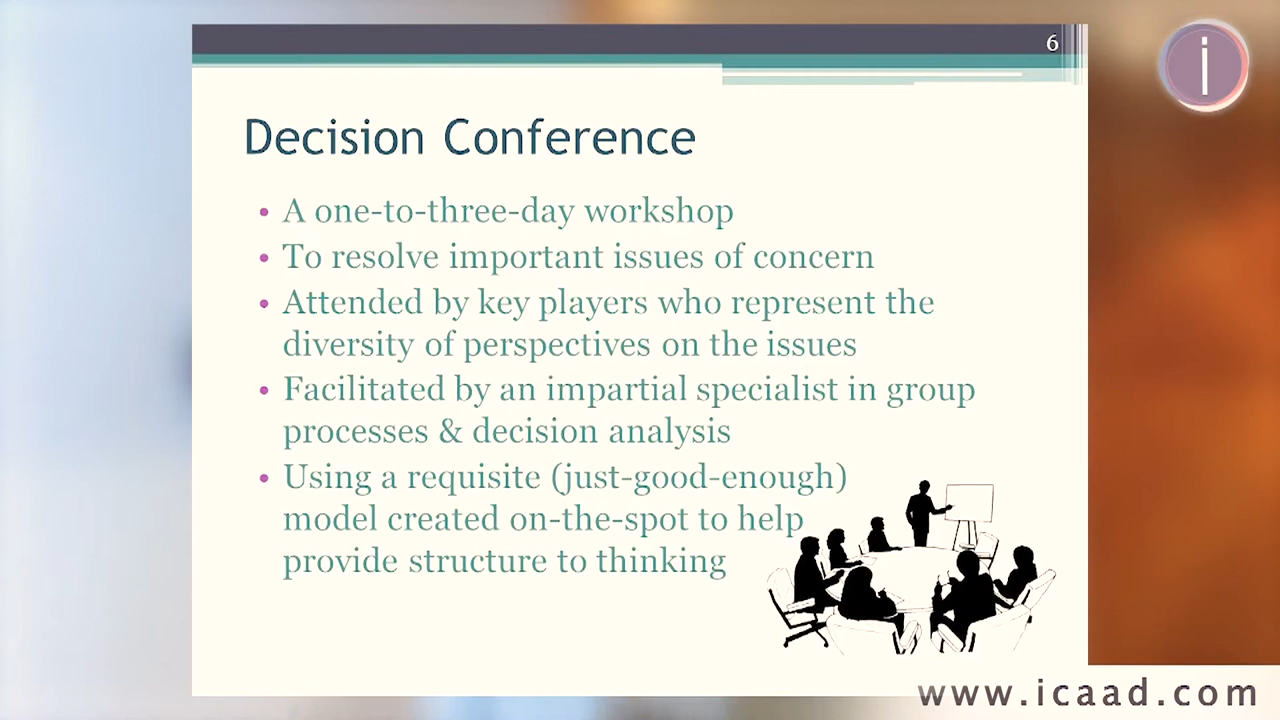 6
i
Decision Conference
• A one-to-three-day workshop
• To resolve important issues of concern
• Attended by key players who represent the
diversity of perspectives on the issues
• Facilitated by an impartial specialist in group
processes & decision analysis
• Using a requisite (just-good-enough)
model created on-the-spot to help
provide structure to thinking
www.icaad.com